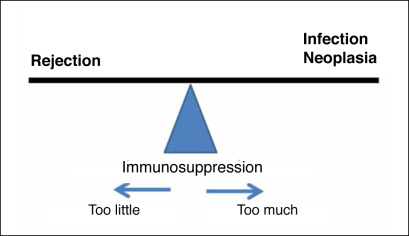 Infection
Neoplasia
Rejection
Immunosuppression
Too little
Too much